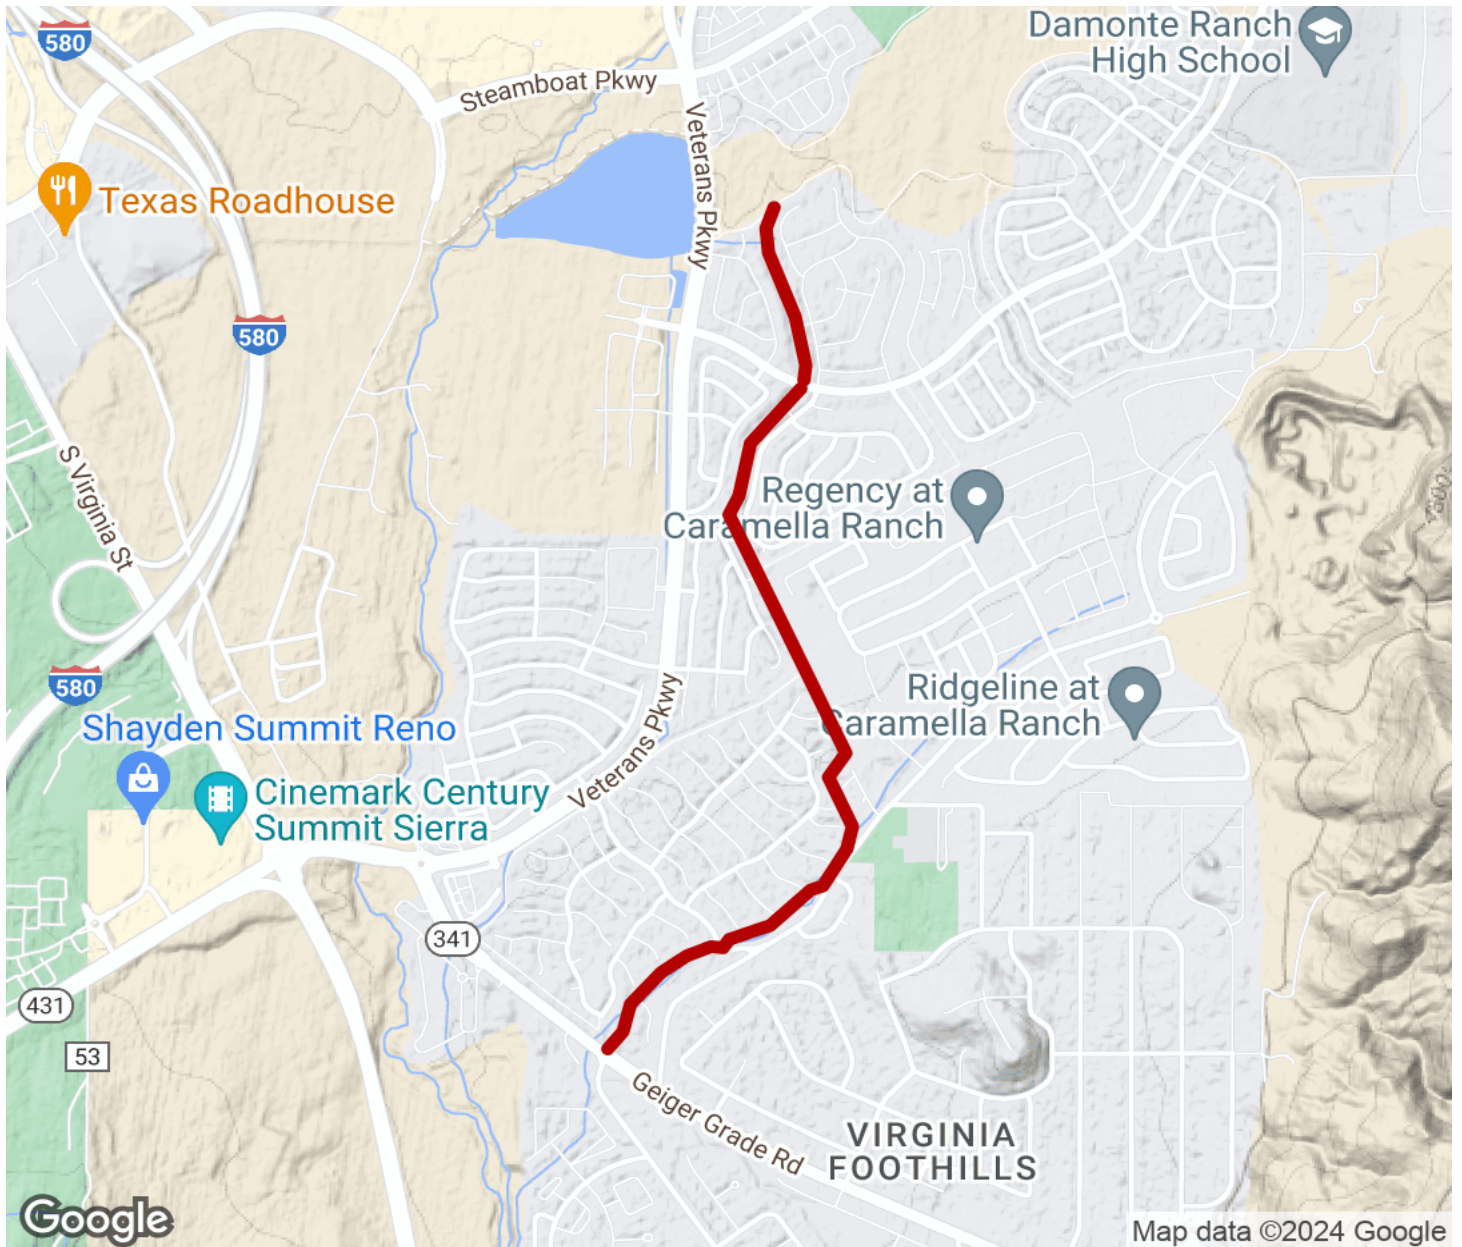 580
Damonte Ranch
High School
Steamboat Pkwy
Veterans Pkwy
Texas Roadhouse
580
S Virginia St
Regency at
Caramella Ranch
580
Ridgeline at
Caramella Ranch
Veterans Pkwy
Shayden Summit Reno
Cinemark Century
Summit Sierra
341
431
53
Geiger Grade Rd
VIRGINIA
FOOTHILLS
Google
Map data ©2024 Google